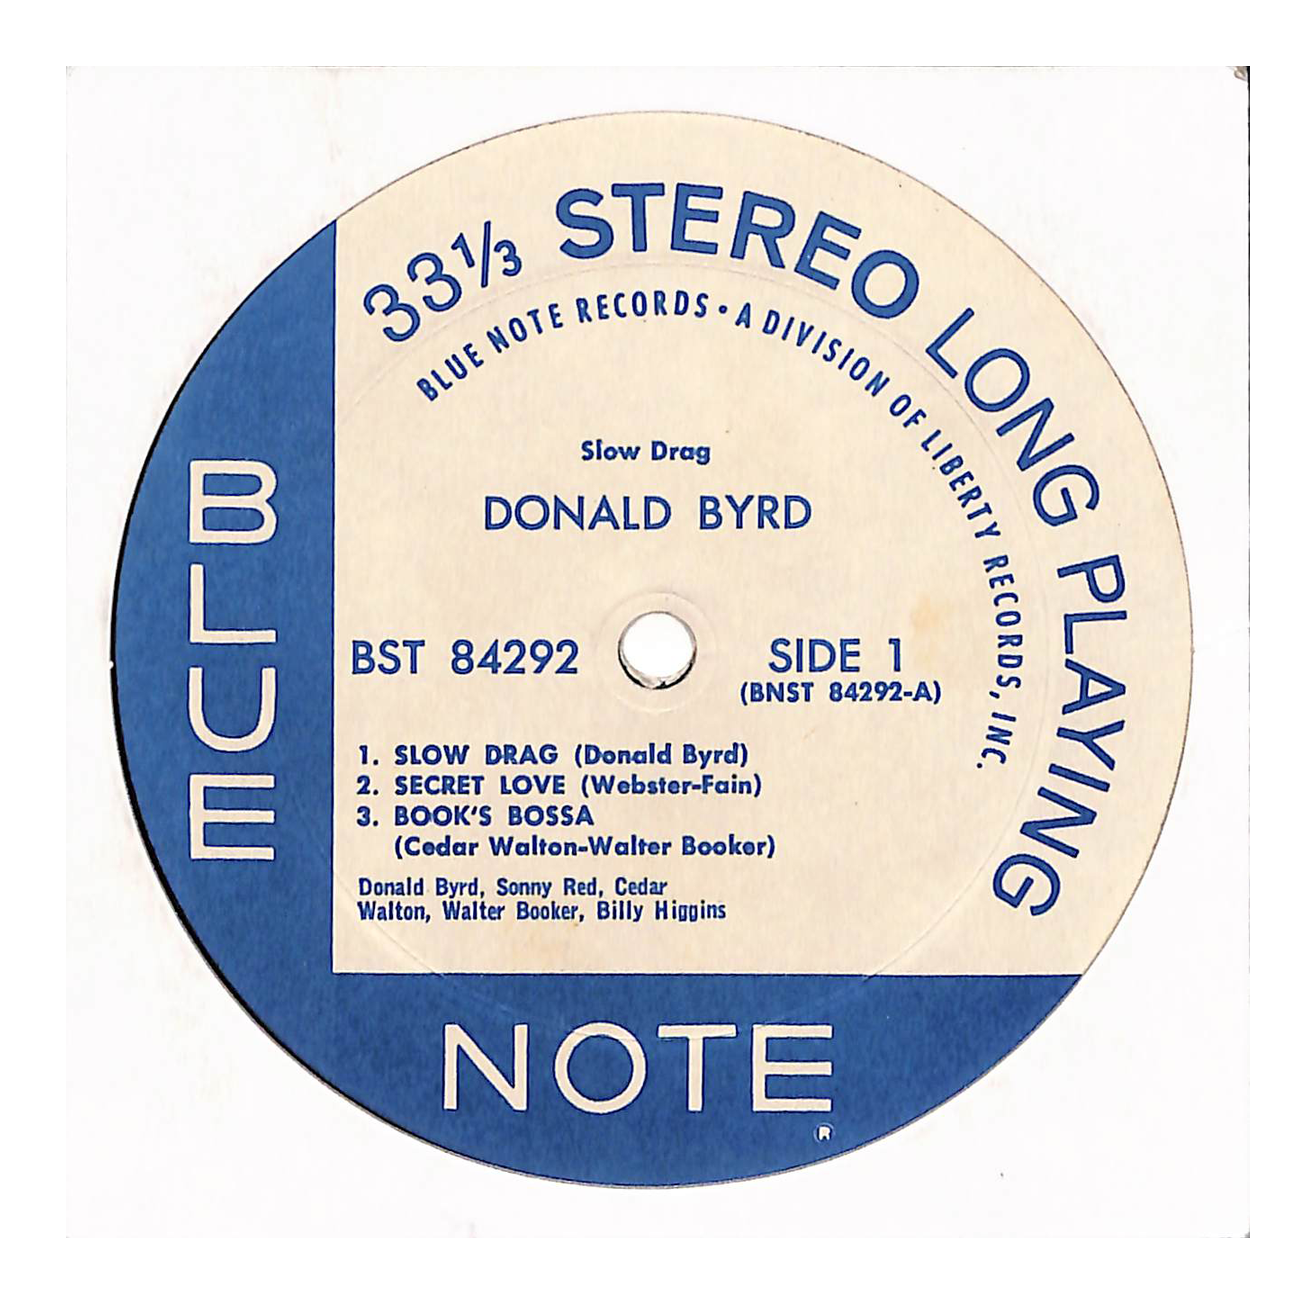 33 1/3 STEREO LONG PLAYING
BLUE NOTE RECORDS • A DIVISION OF LIBERTY RECORDS, INC.
Slow Drag
DONALD BYRD
BST 84292
SIDE 1
(BNST 84292-A)
1. SLOW DRAG (Donald Byrd)
2. SECRET LOVE (Webster-Fain)
3. BOOK'S BOSSA
(Cedar Walton-Walter Booker)
Donald Byrd, Sonny Red, Cedar
Walton, Walter Booker, Billy Higgins
BLUE
NOTE
®